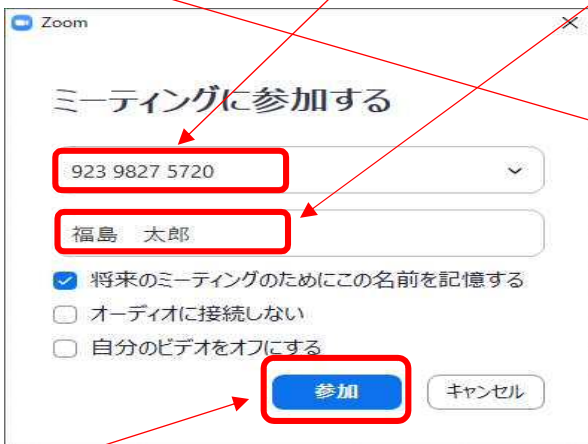 Zoom
ミーティングに参加する
923 9827 5720
福島　太郎
将来のミーティングのためにこの名前を記憶する
オーディオに接続しない
自分のビデオをオフにする
参加 キャンセル